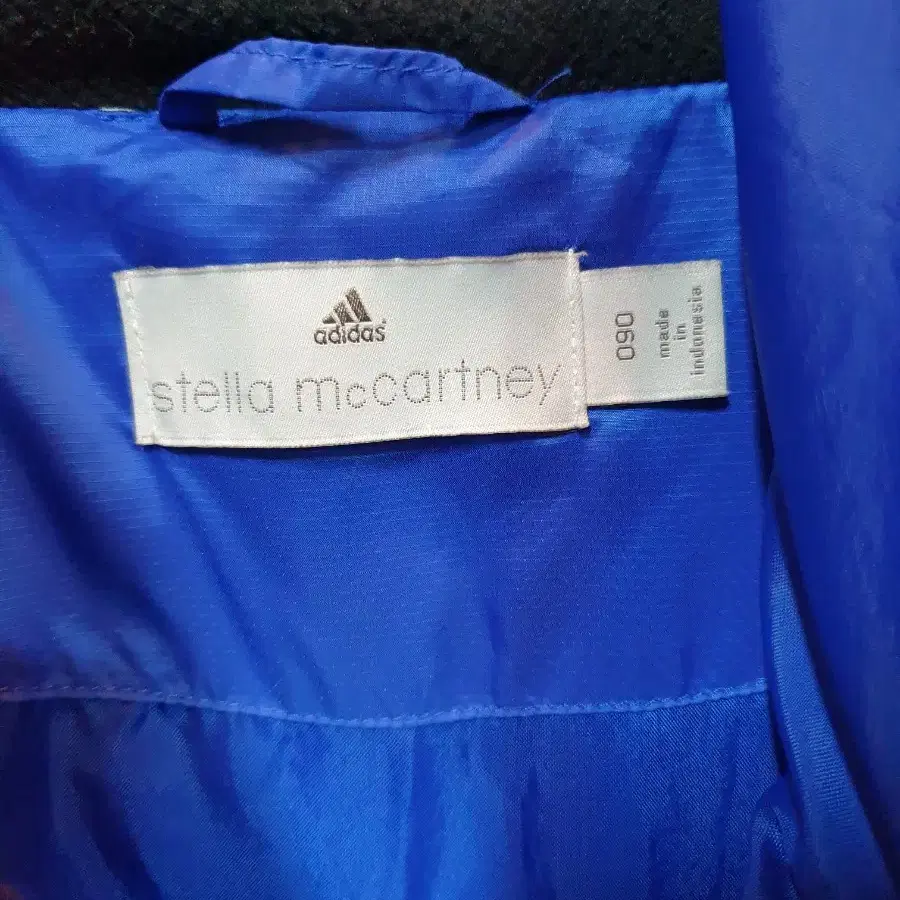 adidas
stella mccartney
090
made
in
indonesia